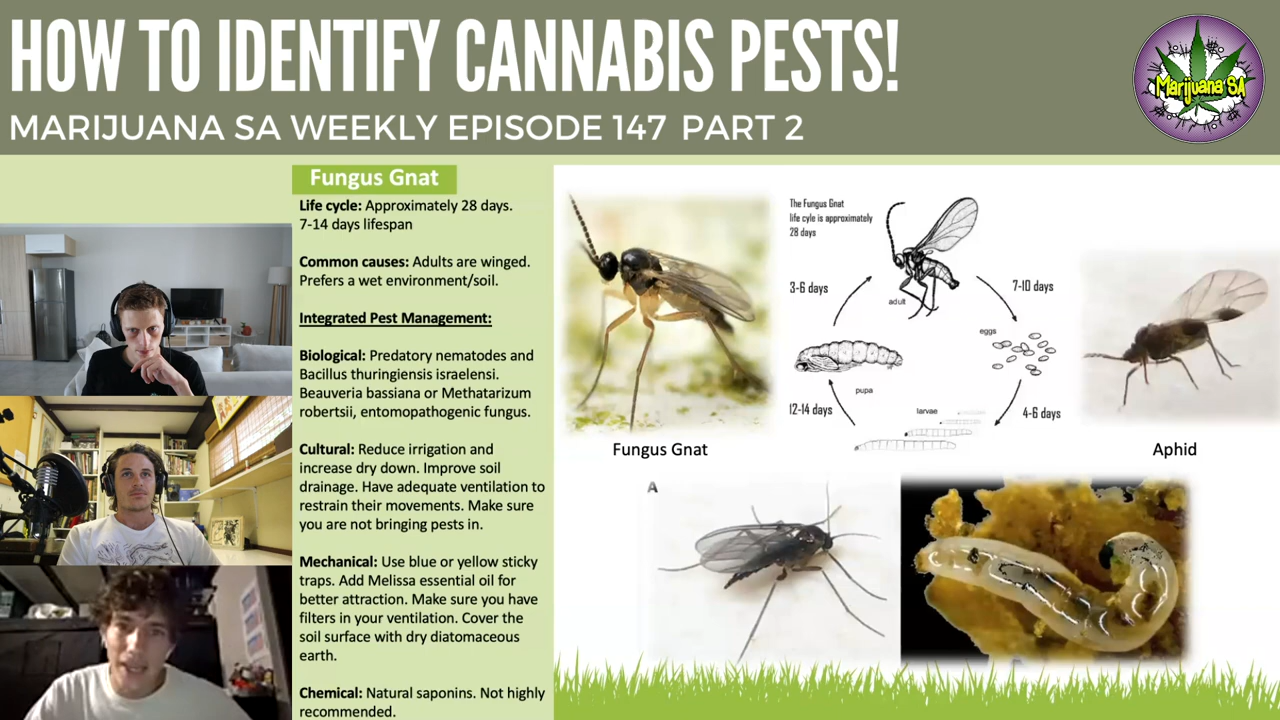 HOW TO IDENTIFY CANNABIS PESTS!
MARIJUANA SA WEEKLY EPISODE 147 PART 2
Marijuana SA
Fungus Gnat
Life cycle: Approximately 28 days.
7-14 days lifespan
Common causes: Adults are winged.
Prefers a wet environment/soil.
Integrated Pest Management:
Biological: Predatory nematodes and
Bacillus thuringiensis israelensi.
Beauveria bassiana or Methatarizum
robertsii, entomopathogenic fungus.
Cultural: Reduce irrigation and
increase dry down. Improve soil
drainage. Have adequate ventilation to
restrain their movements. Make sure
you are not bringing pests in.
Mechanical: Use blue or yellow sticky
traps. Add Melissa essential oil for
better attraction. Make sure you have
filters in your ventilation. Cover the
soil surface with dry diatomaceous
earth.
Chemical: Natural saponins. Not highly
recommended.
The Fungus Gnat
life cyle is approximately
28 days
3-6 days
adult
7-10 days
eggs
pupa
12-14 days
larvae
4-6 days
Fungus Gnat
Aphid
A